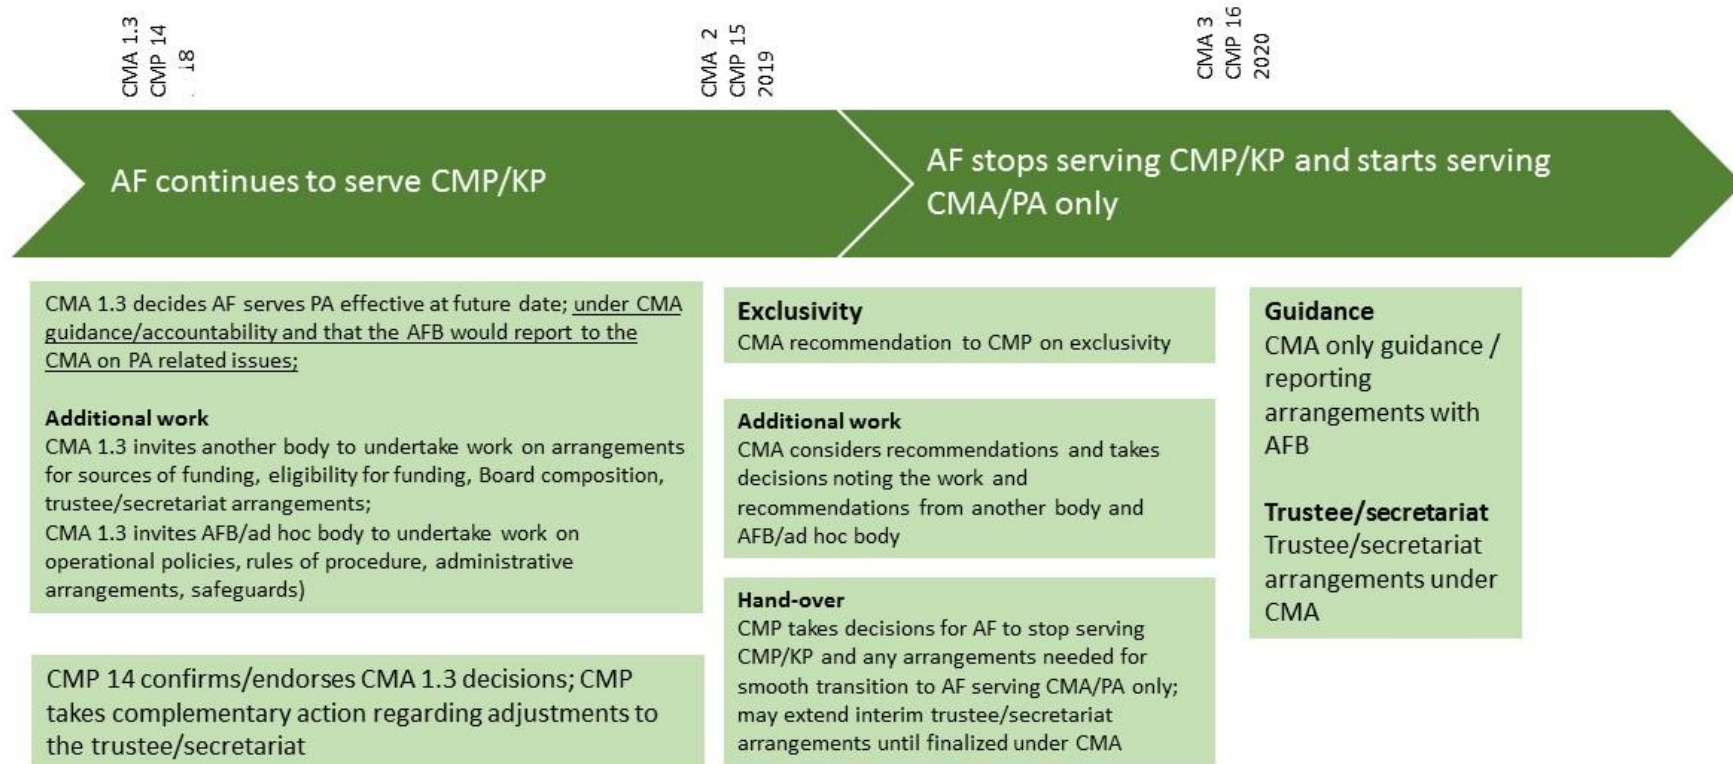 CMA 1.3
CMP 14
18
CMA 2
CMP 15
2019
CMA 3
CMP 16
2020
AF continues to serve CMP/KP
AF stops serving CMP/KP and starts serving
CMA/PA only
CMA 1.3 decides AF serves PA effective at future date; under CMA
guidance/accountability and that the AFB would report to the
CMA on PA related issues;
Additional work
CMA 1.3 invites another body to undertake work on arrangements
for sources of funding, eligibility for funding, Board composition,
trustee/secretariat arrangements;
CMA 1.3 invites AFB/ad hoc body to undertake work on
operational policies, rules of procedure, administrative
arrangements, safeguards)
CMP 14 confirms/endorses CMA 1.3 decisions; CMP
takes complementary action regarding adjustments to
the trustee/secretariat
Exclusivity
CMA recommendation to CMP on exclusivity
Additional work
CMA considers recommendations and takes
decisions noting the work and
recommendations from another body and
AFB/ad hoc body
Hand-over
CMP takes decisions for AF to stop serving
CMP/KP and any arrangements needed for
smooth transition to AF serving CMA/PA only;
may extend interim trustee/secretariat
arrangements until finalized under CMA
Guidance
CMA only guidance /
reporting
arrangements with
AFB
Trustee/secretariat
Trustee/secretariat
arrangements under
CMA